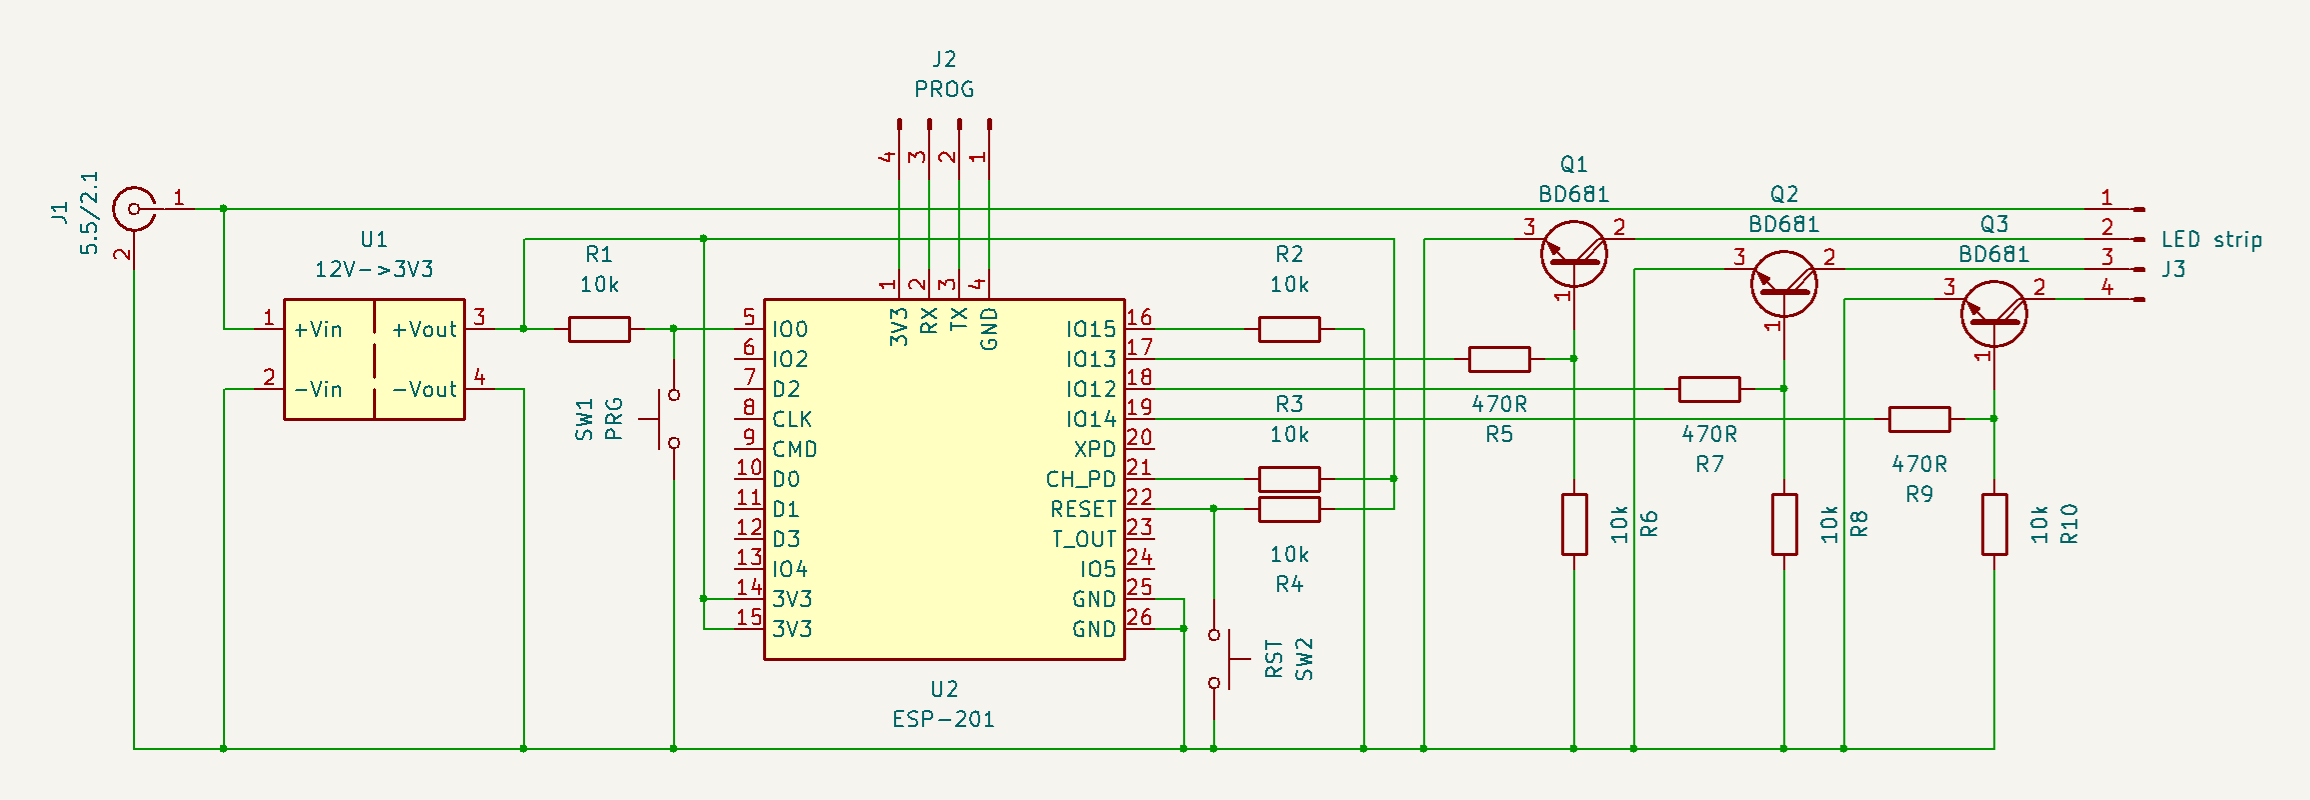 J2
PROG
4
3
2
1
J1
5.5/2.1
1
2
U1
12V->3V3
1
+Vin
+Vout
3
2
-Vin
-Vout
4
R1
10k
SW1
PRG
1
2
3
4
3V3
RX
TX
GND
5
IO0
6
IO2
7
D2
8
CLK
9
CMD
10
D0
11
D1
12
D3
13
IO4
14
3V3
15
3V3
IO15
16
IO13
17
IO12
18
IO14
19
XPD
20
CH_PD
21
RESET
22
T_OUT
23
IO5
24
GND
25
GND
26
U2
ESP-201
R2
10k
R3
10k
10k
R4
RST
SW2
Q1
BD681
3
2
1
Q2
BD681
3
2
1
Q3
BD681
3
2
1
470R
R5
470R
R7
470R
R9
10k
R6
10k
R8
10k
R10
1
2
3
4
LED strip
J3